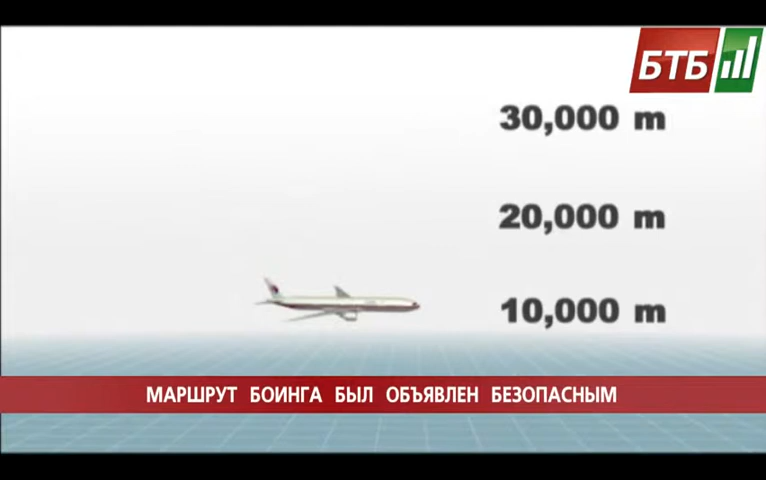 БТБ
30,000 m
20,000 m
10,000 m
МАРШРУТ БОИНГА БЫЛ ОБЪЯВЛЕН БЕЗОПАСНЫМ